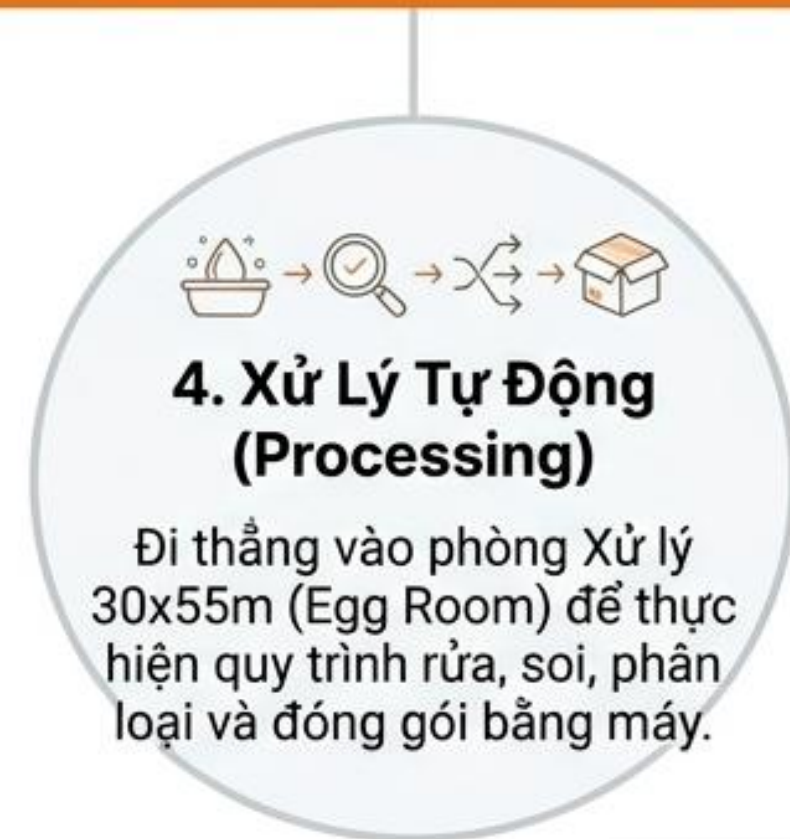 4. Xử Lý Tự Động
(Processing)
Đi thẳng vào phòng Xử lý
30x55m (Egg Room) để thực
hiện quy trình rửa, soi, phân
loại và đóng gói bằng máy.